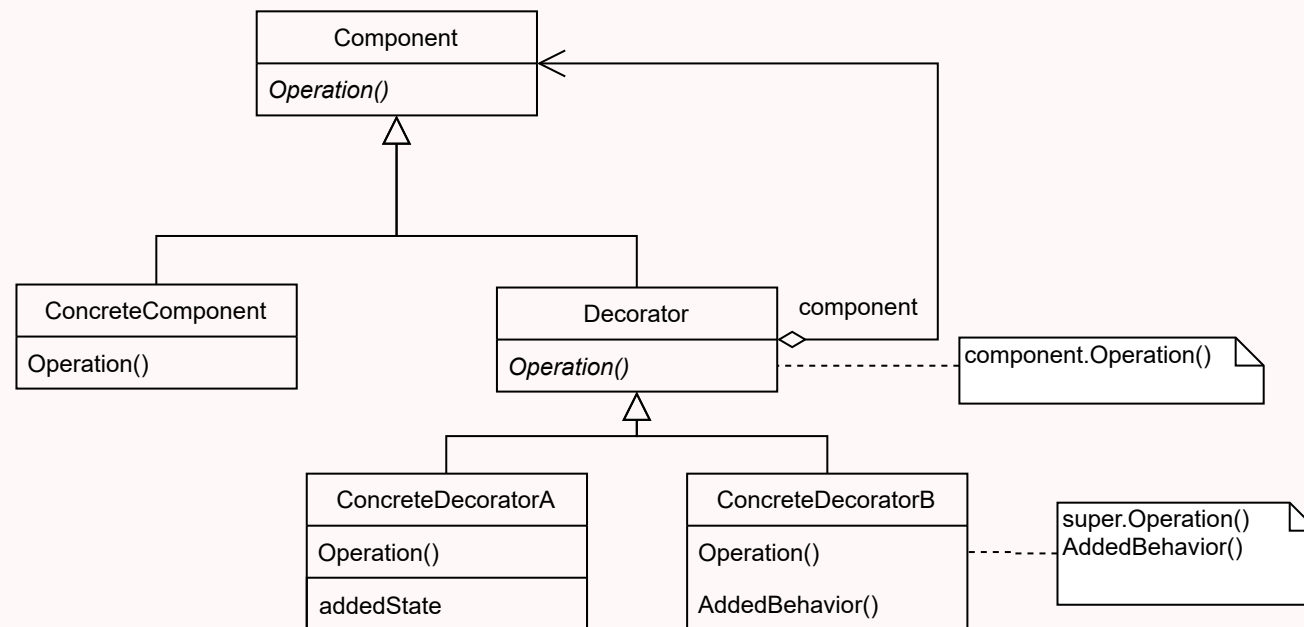 Component
Operation()
ConcreteComponent
Operation()
Decorator
Operation()
component
component.Operation()
ConcreteDecoratorA
Operation()
addedState
ConcreteDecoratorB
Operation()
AddedBehavior()
super.Operation()
AddedBehavior()